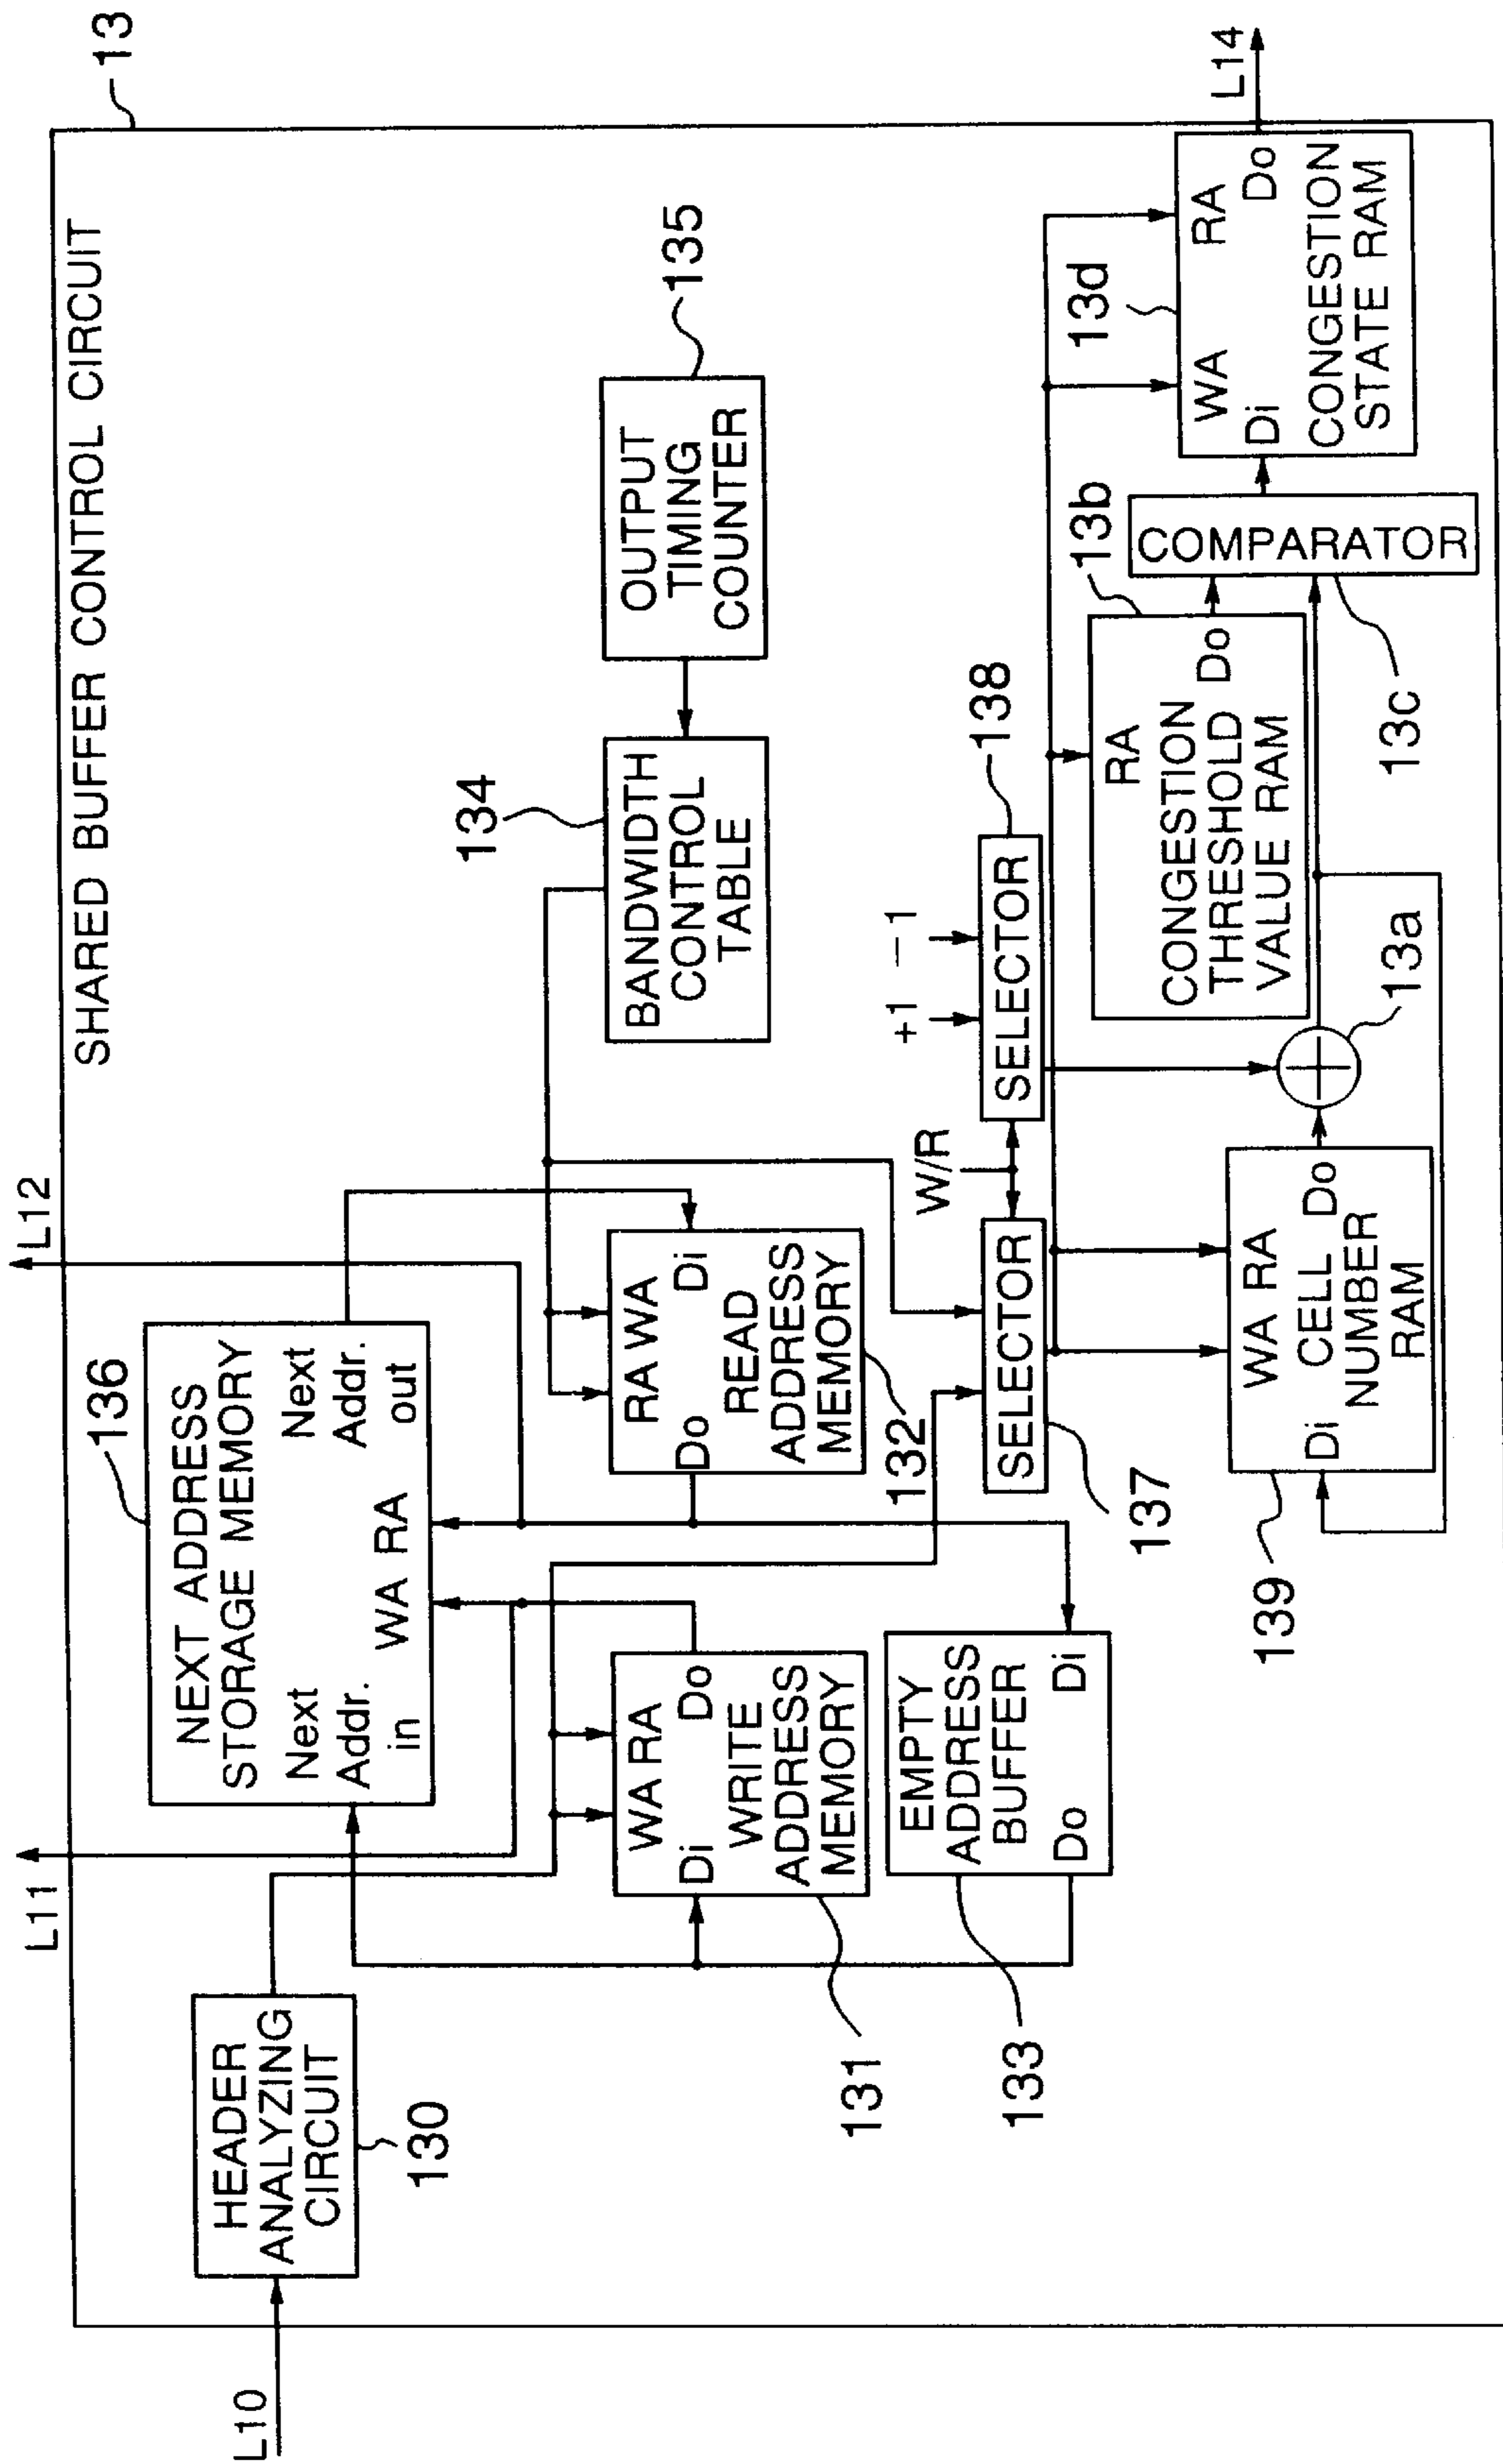 13
SHARED BUFFER CONTROL CIRCUIT
L10
L11
L12
L14
HEADER
ANALYZING
CIRCUIT
130
136
NEXT ADDRESS
STORAGE MEMORY
Next
Addr.
in
Next
Addr.
out
WA RA
WA RA
Di
Do
WRITE
ADDRESS
MEMORY
131
RA WA
Do
Di
READ
ADDRESS
MEMORY
132
134
BANDWIDTH
CONTROL
TABLE
OUTPUT
TIMING
COUNTER
135
EMPTY
ADDRESS
BUFFER
Do
Di
133
SELECTOR
137
W/R
+1
−1
SELECTOR
138
WA RA
Di
Do
CELL
NUMBER
RAM
139
13a
RA
CONGESTION
THRESHOLD
VALUE RAM
Do
13b
COMPARATOR
13c
13d
WA
RA
Di
Do
CONGESTION
STATE RAM